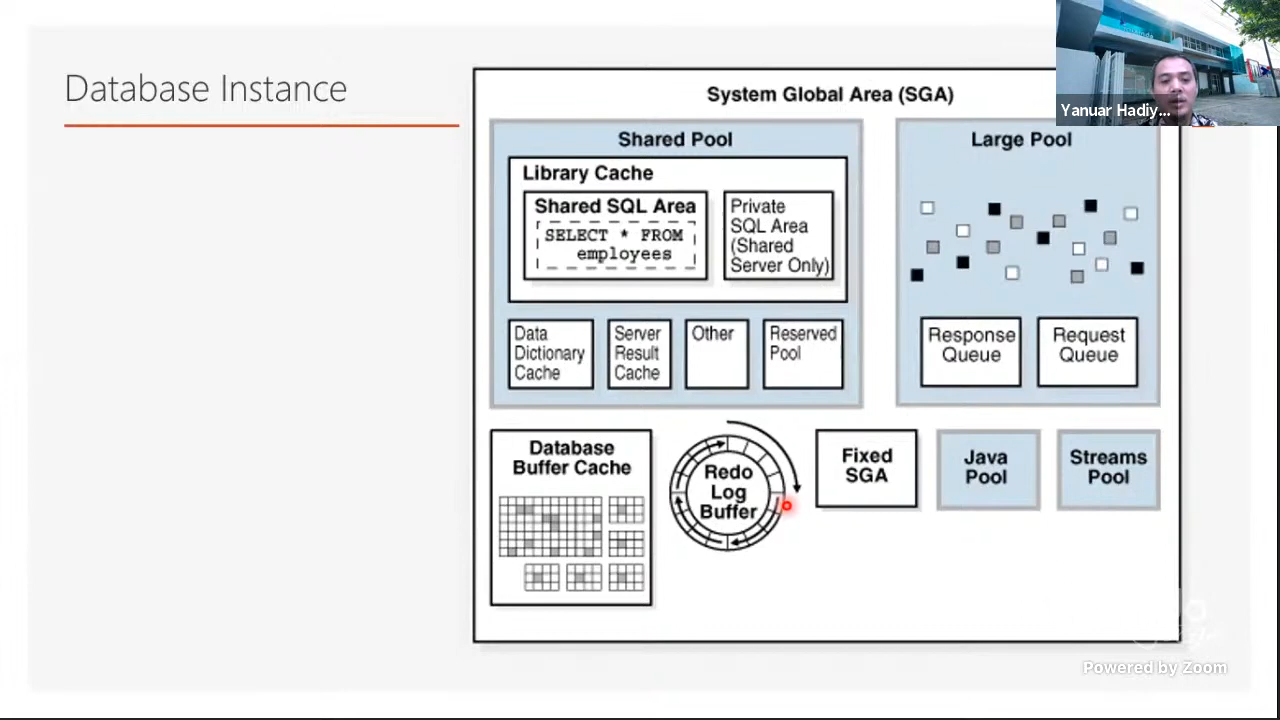 Database Instance
System Global Area (SGA)
Yanuar Hadiy...
Shared Pool
Library Cache
Shared SQL Area
SELECT * FROM
employees
Private
SQL Area
(Shared
Server Only)
Data
Dictionary
Cache
Server
Result
Cache
Other
Reserved
Pool
Large Pool
Response
Queue
Request
Queue
Database
Buffer Cache
Redo
Log
Buffer
Fixed
SGA
Java
Pool
Streams
Pool
Powered by Zoom